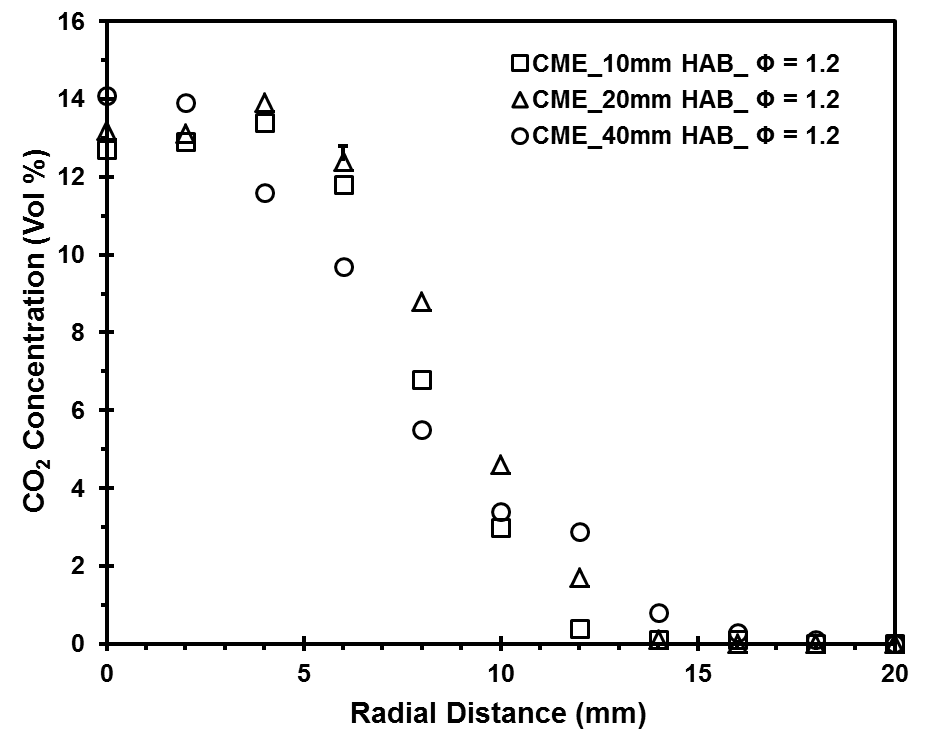 16
14
12
10
8
6
4
2
0
CO₂ Concentration (Vol %)
CME_10mm HAB_ Φ = 1.2
CME_20mm HAB_ Φ = 1.2
CME_40mm HAB_ Φ = 1.2
0 5 10 15 20
Radial Distance (mm)